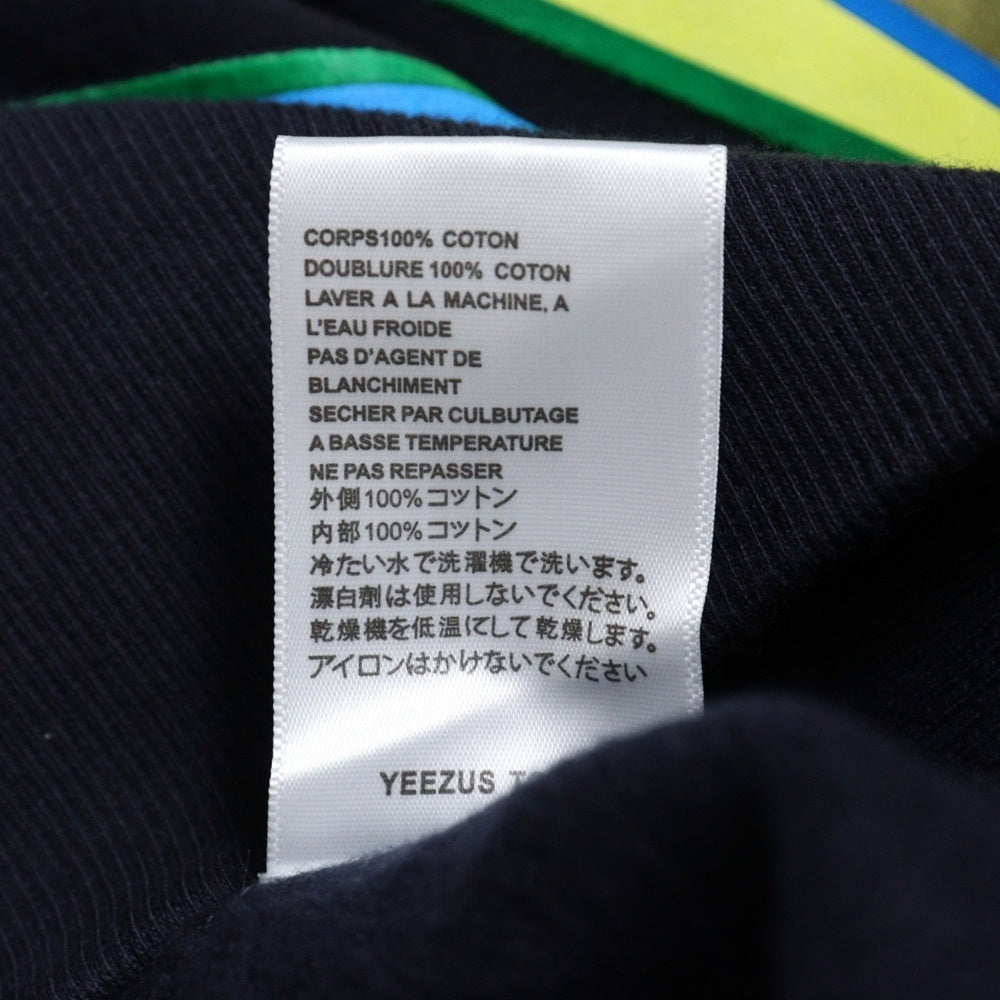 CORPS100% COTON
DOUBLURE 100% COTON
LAVER A LA MACHINE, A
L'EAU FROIDE
PAS D'AGENT DE
BLANCHIMENT
SECHER PAR CULBUTAGE
A BASSE TEMPERATURE
NE PAS REPASSER
外側100%コットン
内部100%コットン
冷たい水で洗濯機で洗います。
漂白剤は使用しないでください。
乾燥機を低温にして乾燥します。
アイロンはかけないでください
YEEZUS